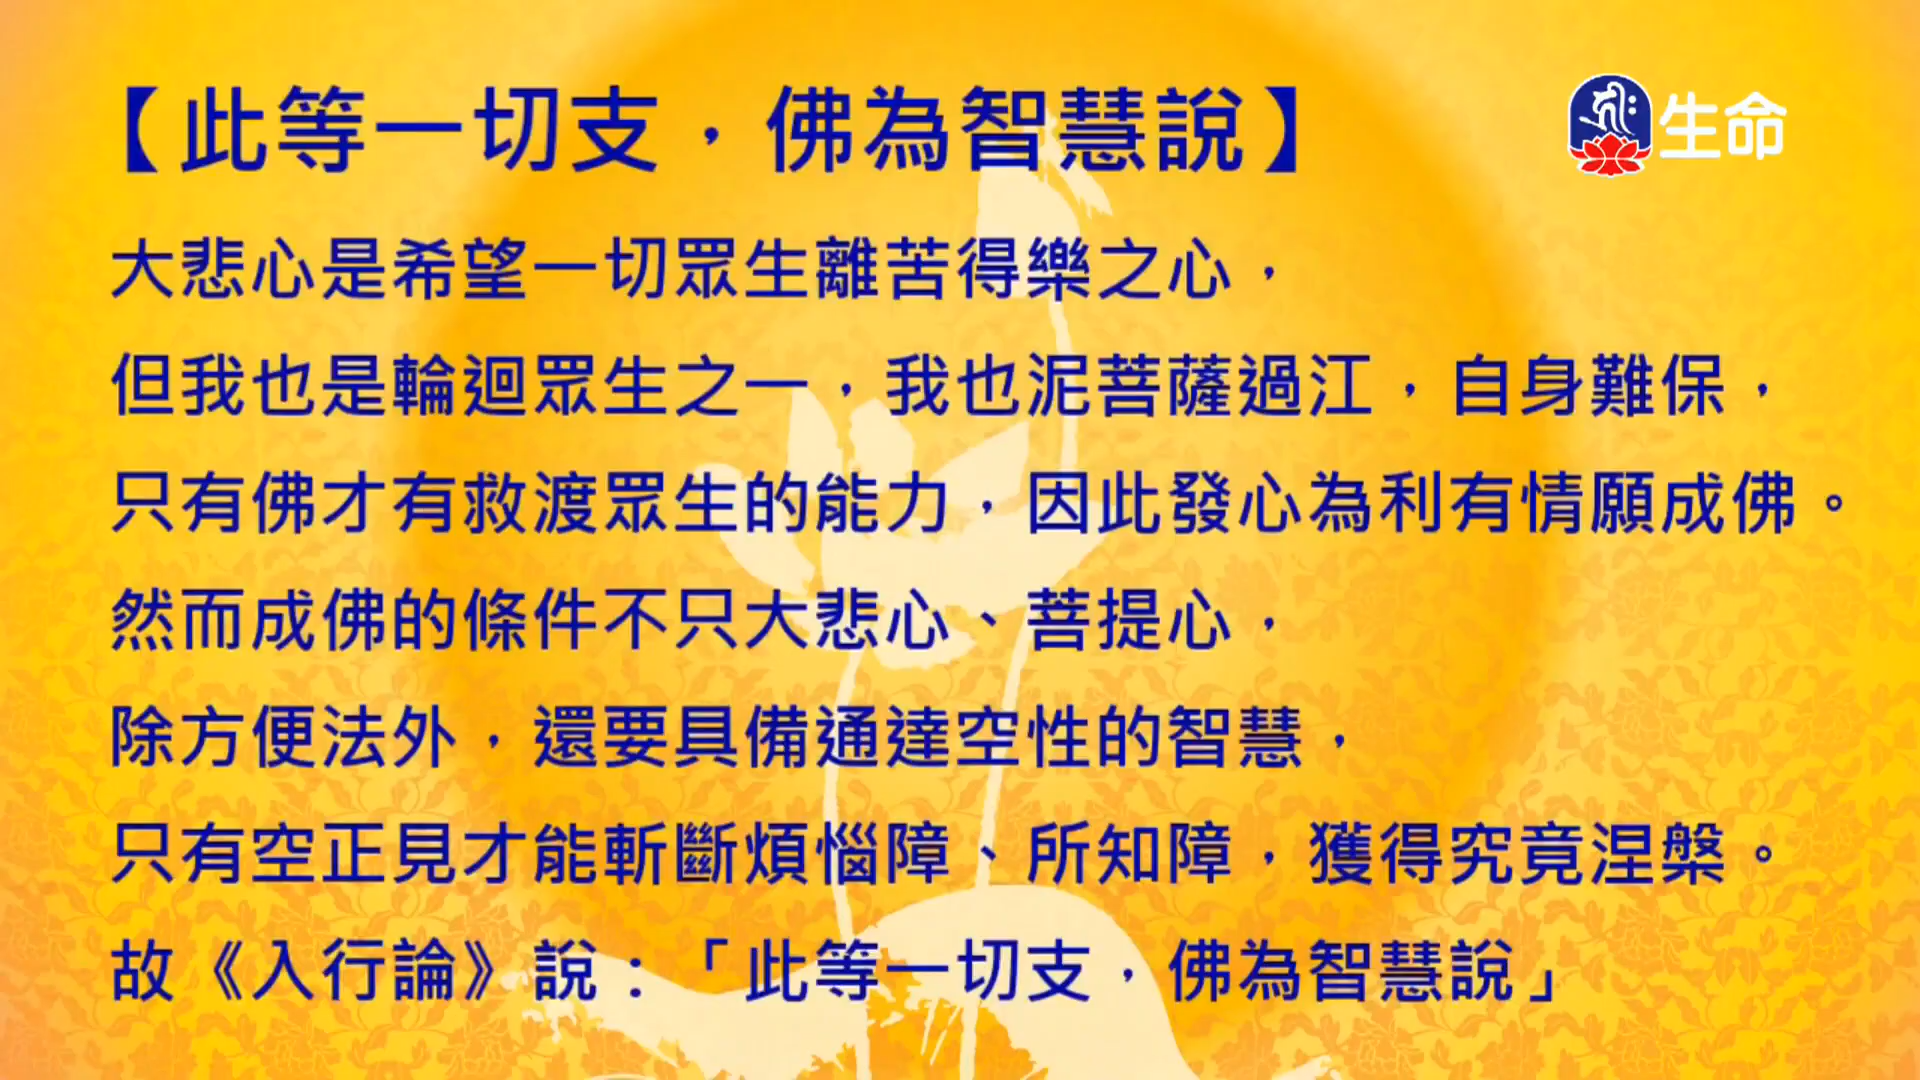 【此等一切支，佛為智慧說】
生命
大悲心是希望一切眾生離苦得樂之心，
但我也是輪迴眾生之一，我也泥菩薩過江，自身難保，
只有佛才有救渡眾生的能力，因此發心為利有情願成佛。
然而成佛的條件不只大悲心、菩提心，
除方便法外，還要具備通達空性的智慧，
只有空正見才能斬斷煩惱障、所知障，獲得究竟涅槃。
故《入行論》說：「此等一切支，佛為智慧說」